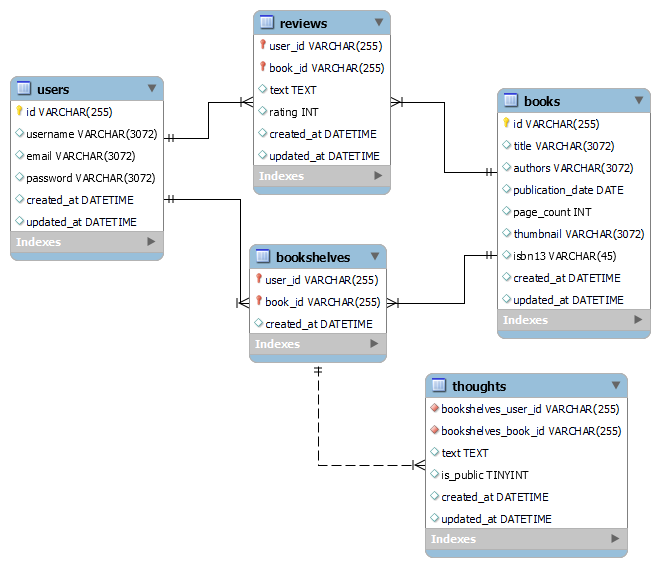 reviews
user_id VARCHAR(255)
book_id VARCHAR(255)
text TEXT
rating INT
created_at DATETIME
updated_at DATETIME
Indexes
users
id VARCHAR(255)
username VARCHAR(3072)
email VARCHAR(3072)
password VARCHAR(3072)
created_at DATETIME
updated_at DATETIME
Indexes
books
id VARCHAR(255)
title VARCHAR(3072)
authors VARCHAR(3072)
publication_date DATE
page_count INT
thumbnail VARCHAR(3072)
isbn13 VARCHAR(45)
created_at DATETIME
updated_at DATETIME
Indexes
bookshelves
user_id VARCHAR(255)
book_id VARCHAR(255)
created_at DATETIME
Indexes
thoughts
bookshelves_user_id VARCHAR(255)
bookshelves_book_id VARCHAR(255)
text TEXT
is_public TINYINT
created_at DATETIME
updated_at DATETIME
Indexes